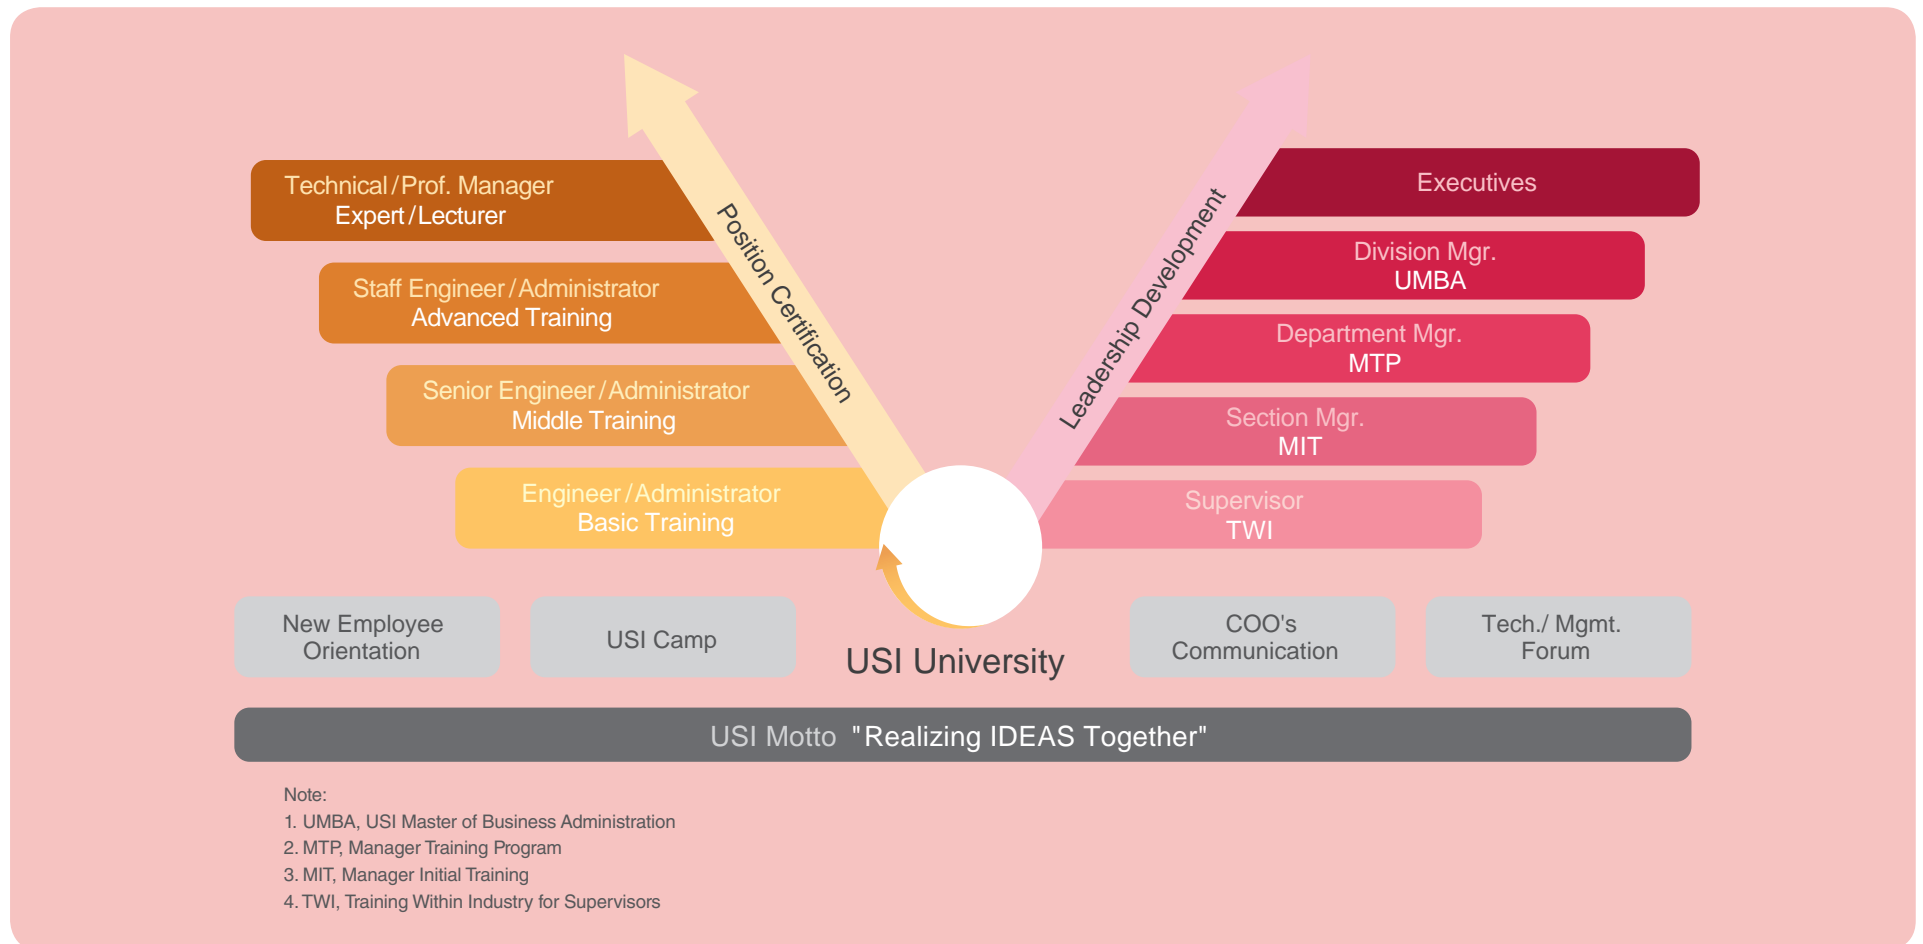 Technical / Prof. Manager
Expert / Lecturer
Staff Engineer / Administrator
Advanced Training
Senior Engineer / Administrator
Middle Training
Engineer / Administrator
Basic Training
Position Certification
Leadership Development
Executives
Division Mgr.
UMBA
Department Mgr.
MTP
Section Mgr.
MIT
Supervisor
TWI
New Employee
Orientation
USI Camp
USI University
COO's
Communication
Tech./ Mgmt.
Forum
USI Motto "Realizing IDEAS Together"
Note:
1. UMBA, USI Master of Business Administration
2. MTP, Manager Training Program
3. MIT, Manager Initial Training
4. TWI, Training Within Industry for Supervisors